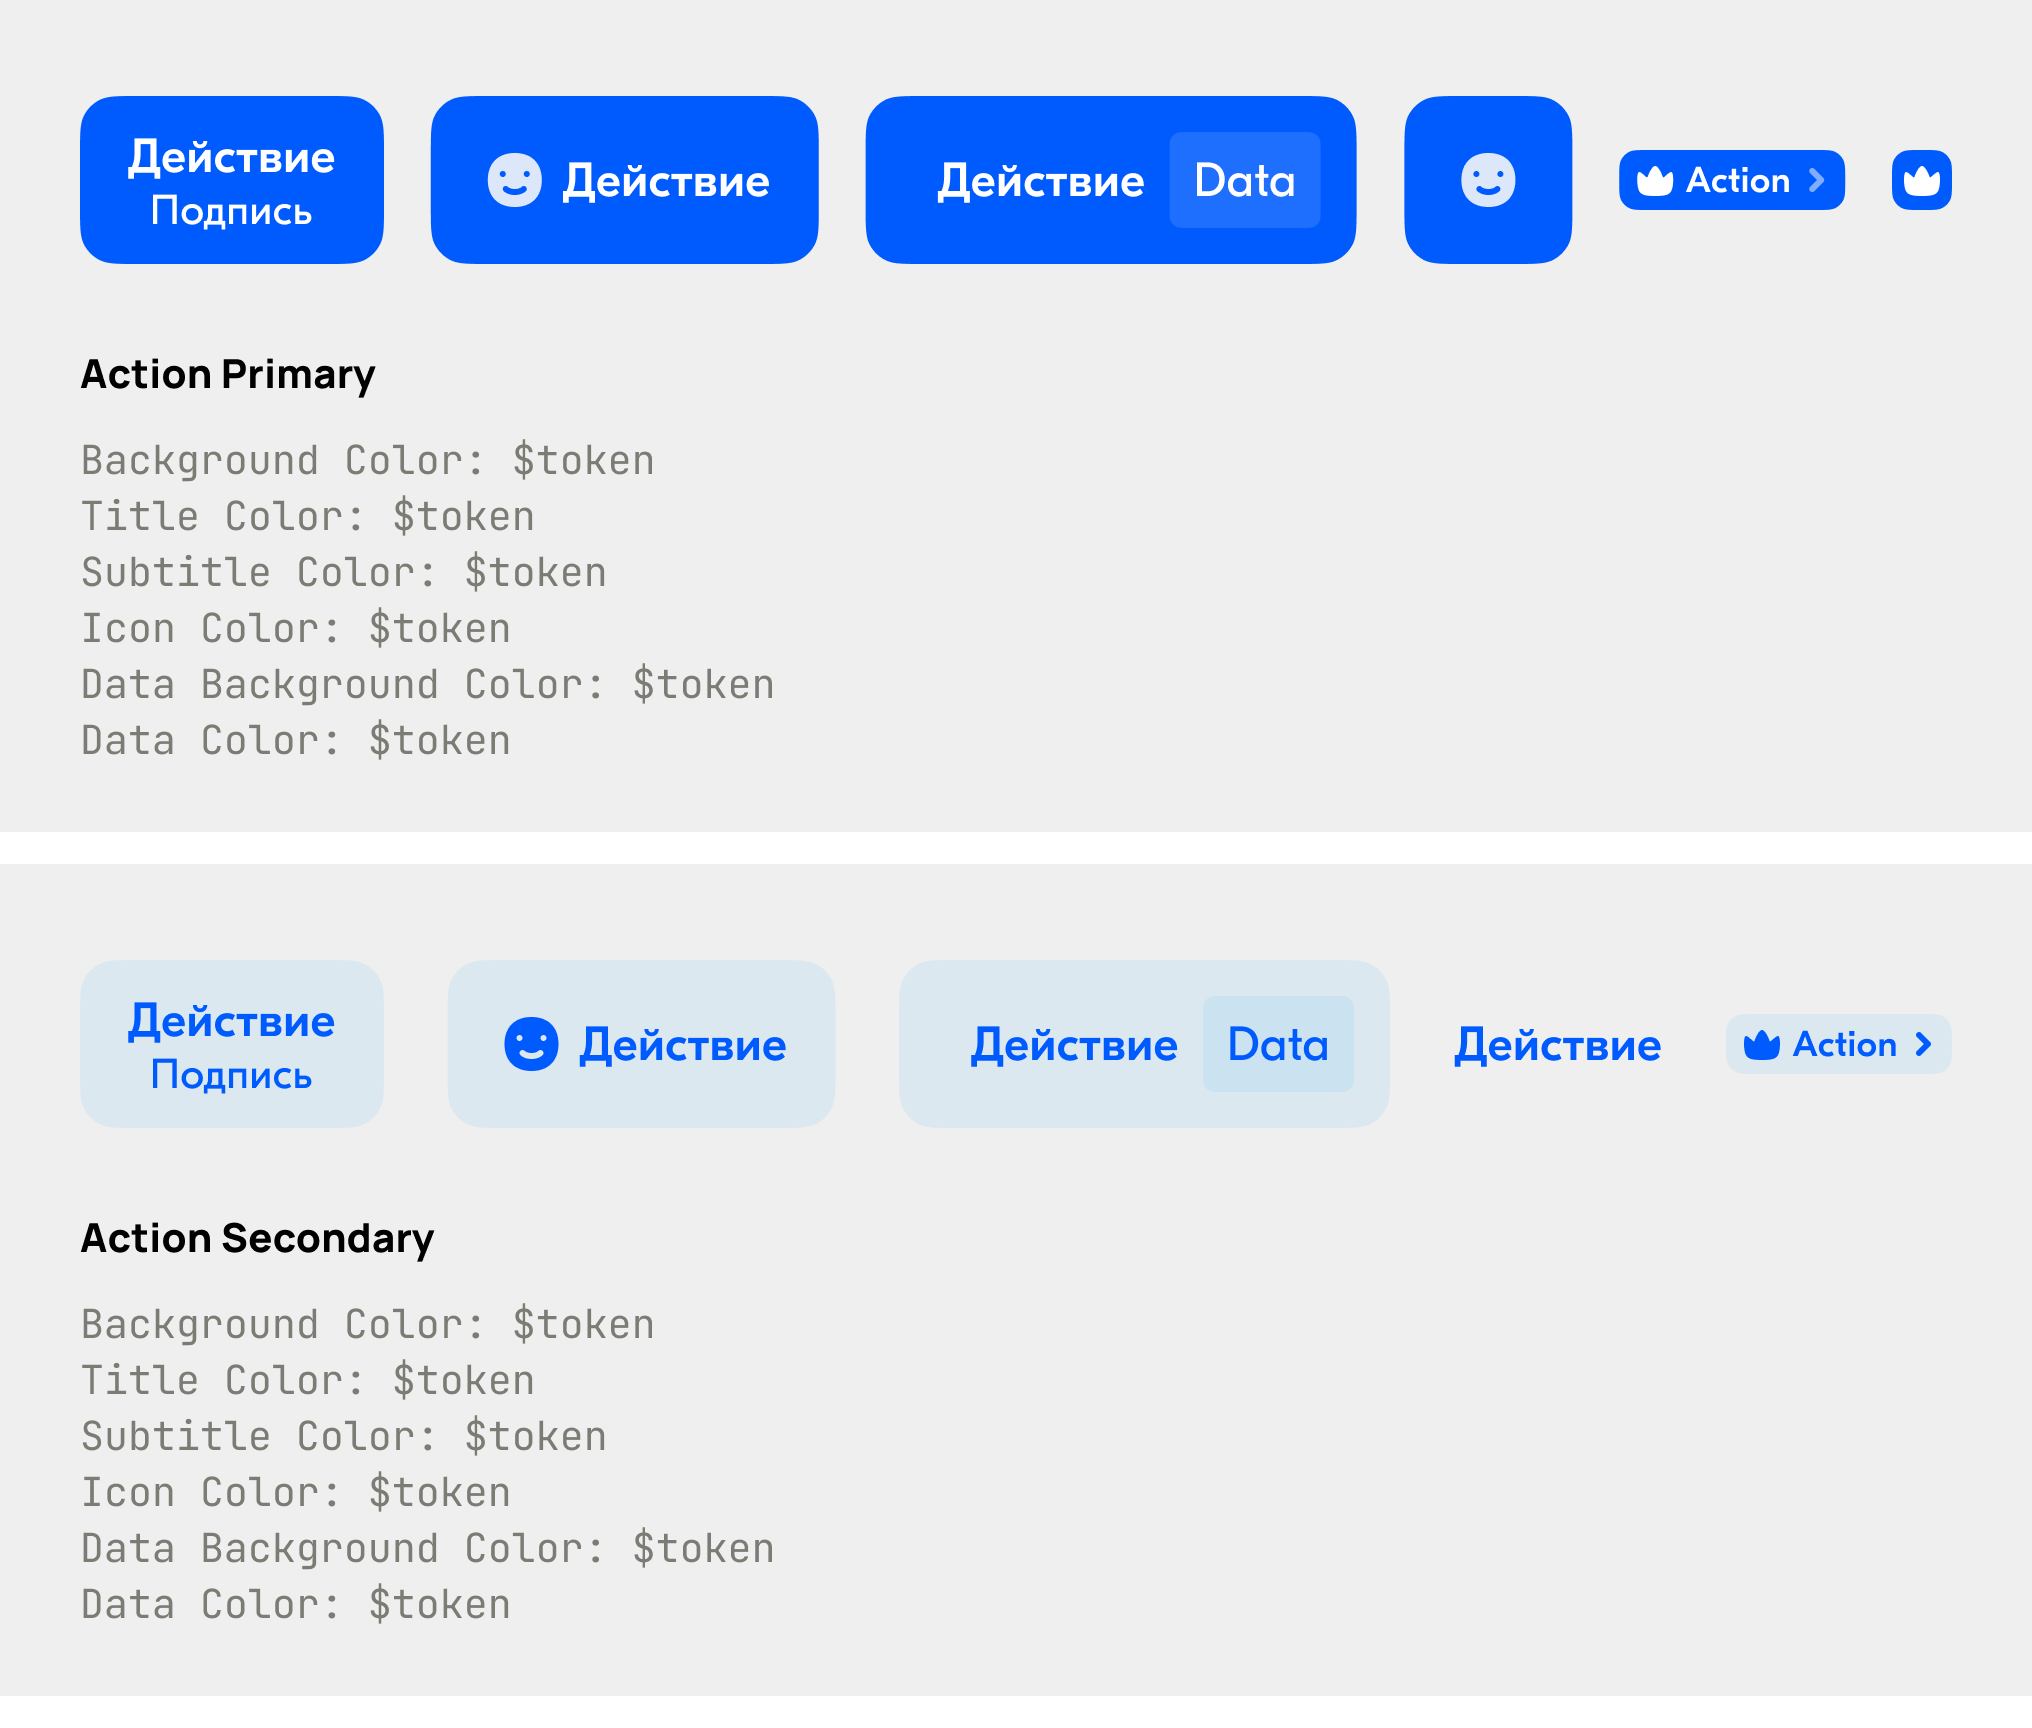 Действие
Подпись
Действие
Действие Data
Action
Action Primary
Background Color: $token
Title Color: $token
Subtitle Color: $token
Icon Color: $token
Data Background Color: $token
Data Color: $token
Действие
Подпись
Действие
Действие Data
Действие
Action
Action Secondary
Background Color: $token
Title Color: $token
Subtitle Color: $token
Icon Color: $token
Data Background Color: $token
Data Color: $token